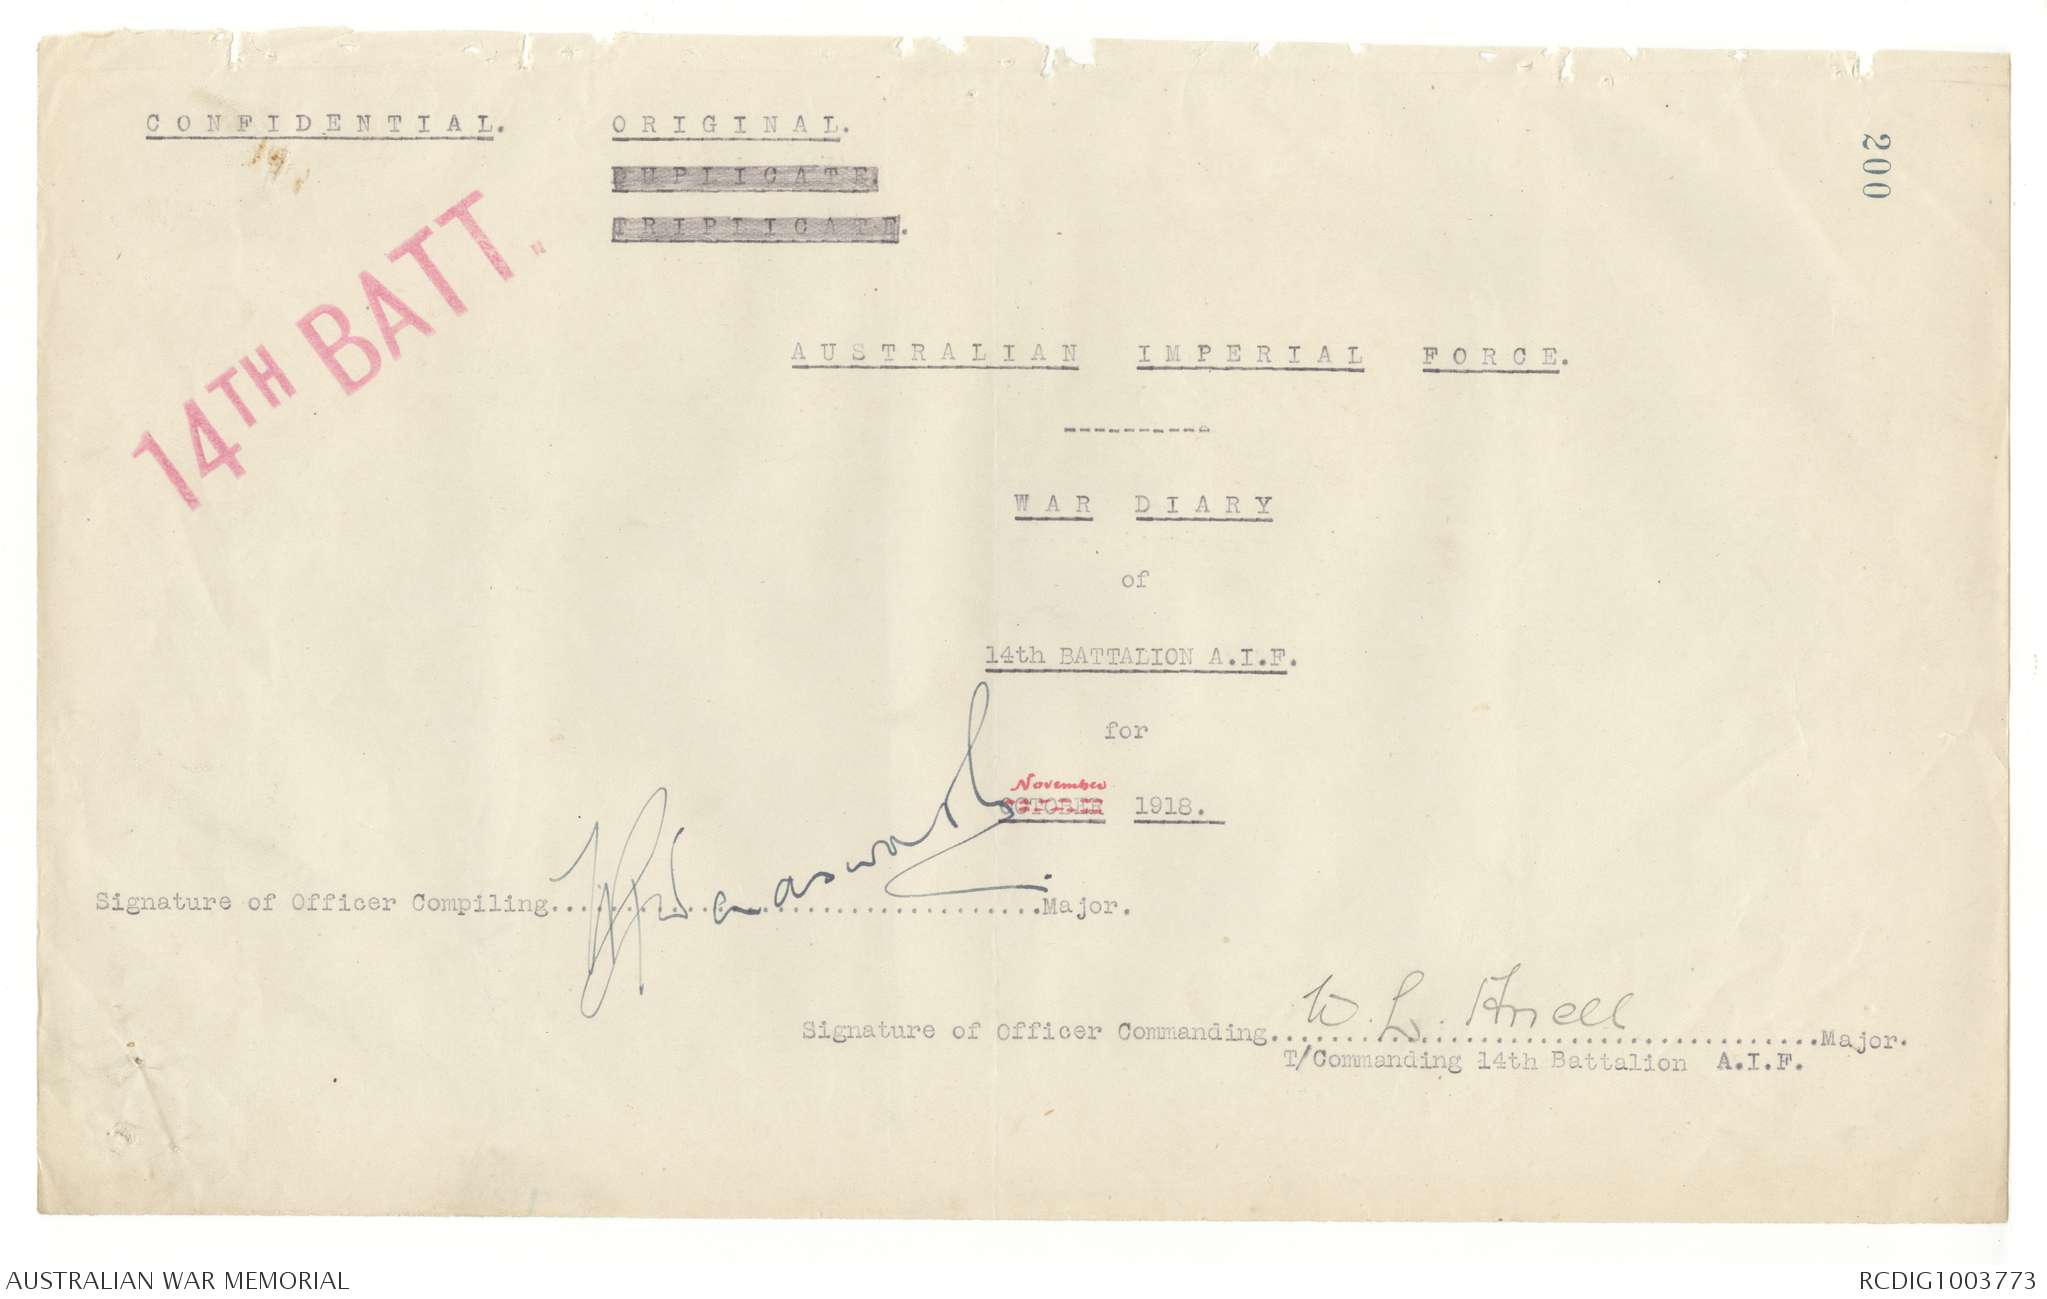 CONFIDENTIAL. ORIGINAL.
DUPLICATE.
TRIPLICATE.
200
14TH BATT.
AUSTRALIAN IMPERIAL FORCE.
----------
WAR DIARY
of
14th BATTALION A.I.F.
for
November
OCTOBER 1918.
Signature of Officer Compiling.................................Major.
Signature of Officer Commanding....W. L. Arrell....Major.
T/Commanding 14th Battalion A.I.F.
AUSTRALIAN WAR MEMORIAL
RCDIG1003773